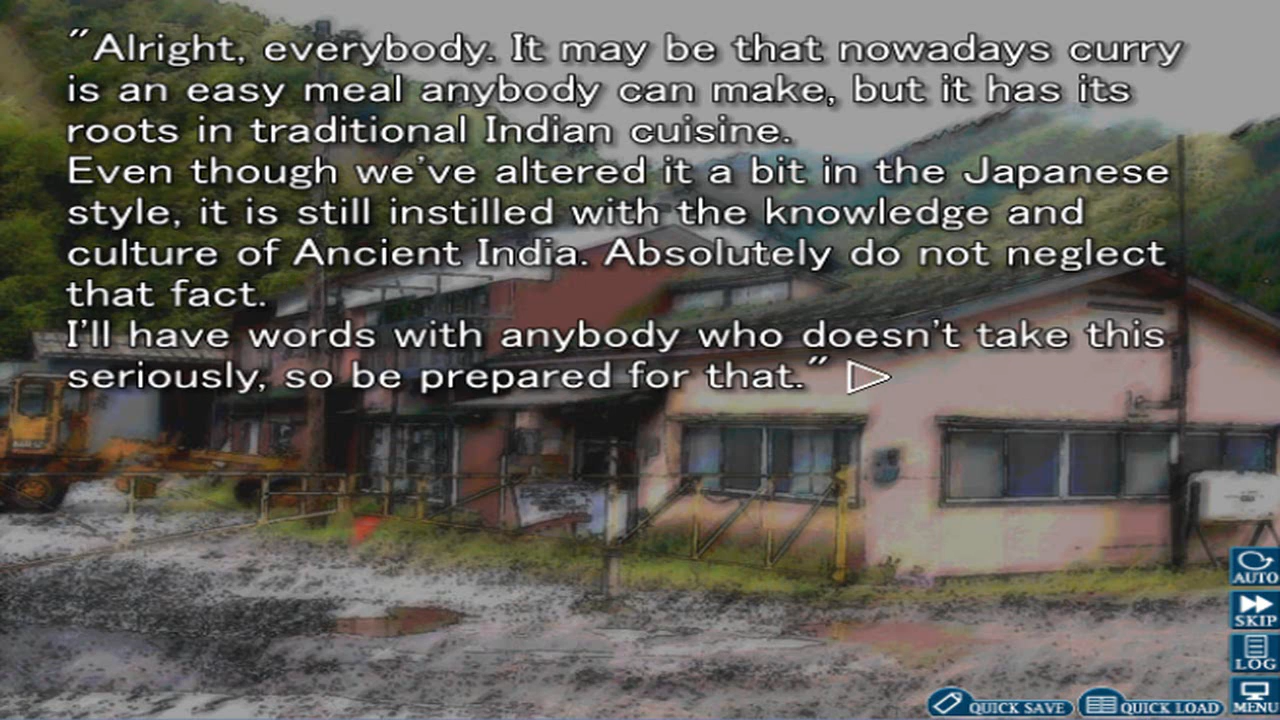 "Alright, everybody. It may be that nowadays curry
is an easy meal anybody can make, but it has its
roots in traditional Indian cuisine.
Even though we've altered it a bit in the Japanese
style, it is still instilled with the knowledge and
culture of Ancient India. Absolutely do not neglect
that fact.
I'll have words with anybody who doesn't take this
seriously, so be prepared for that."
AUTO
SKIP
LOG
MENU
QUICK SAVE
QUICK LOAD